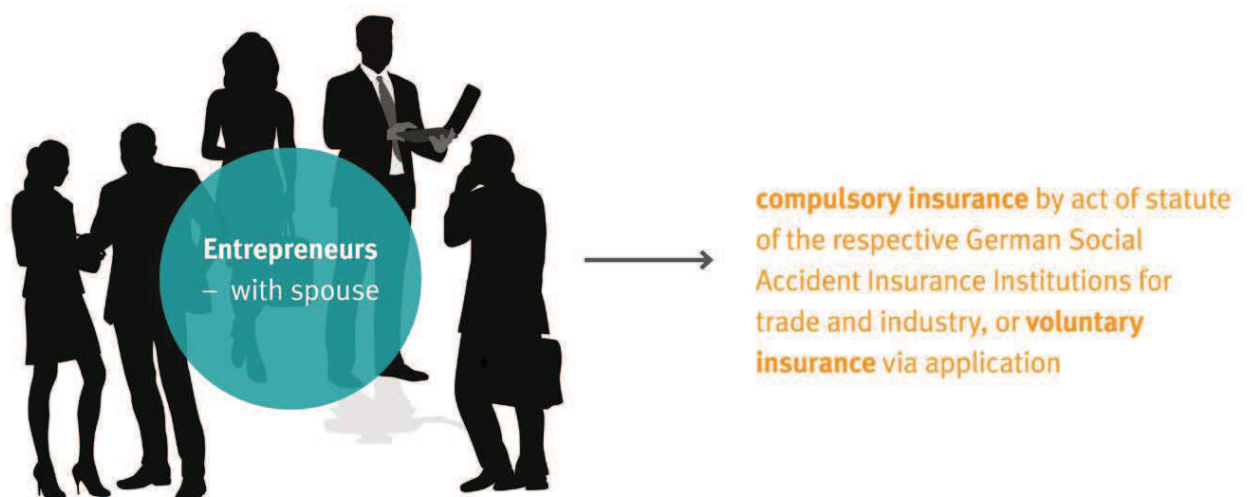 Entrepreneurs
– with spouse
compulsory insurance by act of statute
of the respective German Social
Accident Insurance Institutions for
trade and industry, or voluntary
insurance via application